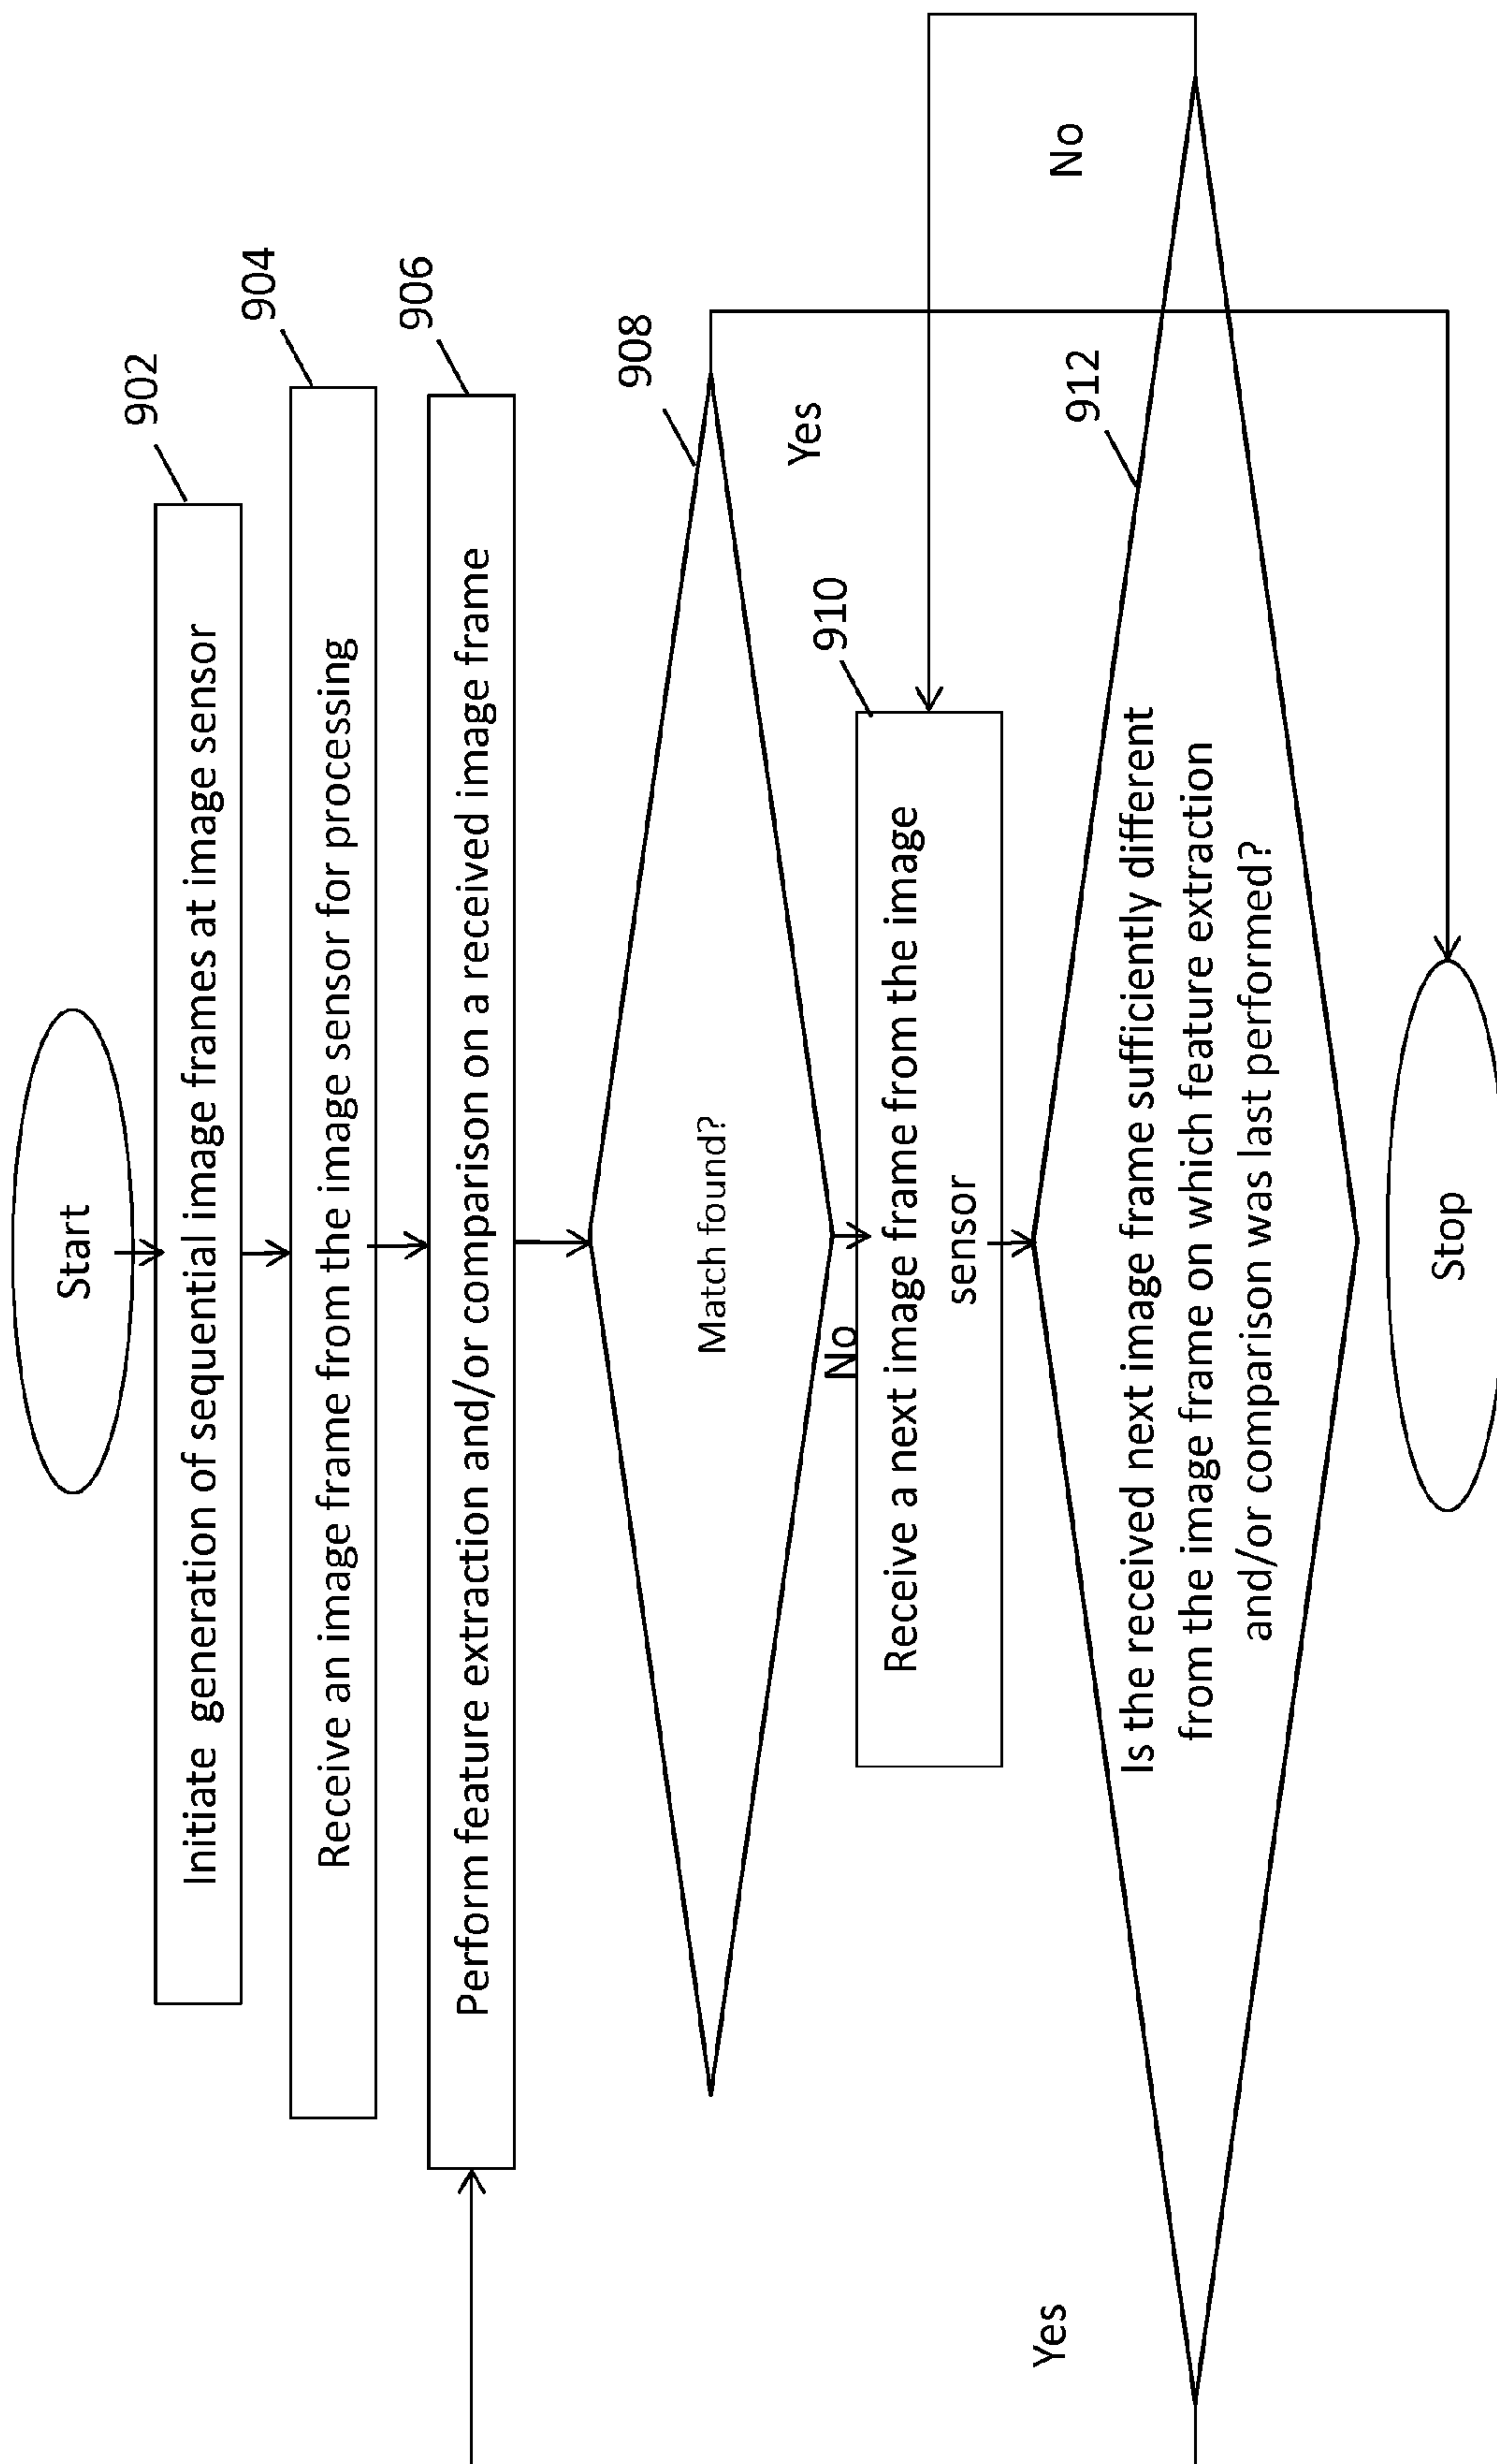 Start
902
Initiate generation of sequential image frames at image sensor
904
Receive an image frame from the image sensor for processing
906
Perform feature extraction and/or comparison on a received image frame
908
Match found?
Yes
No
910
Receive a next image frame from the image
sensor
No
Yes
912
Is the received next image frame sufficiently different
from the image frame on which feature extraction
and/or comparison was last performed?
Stop